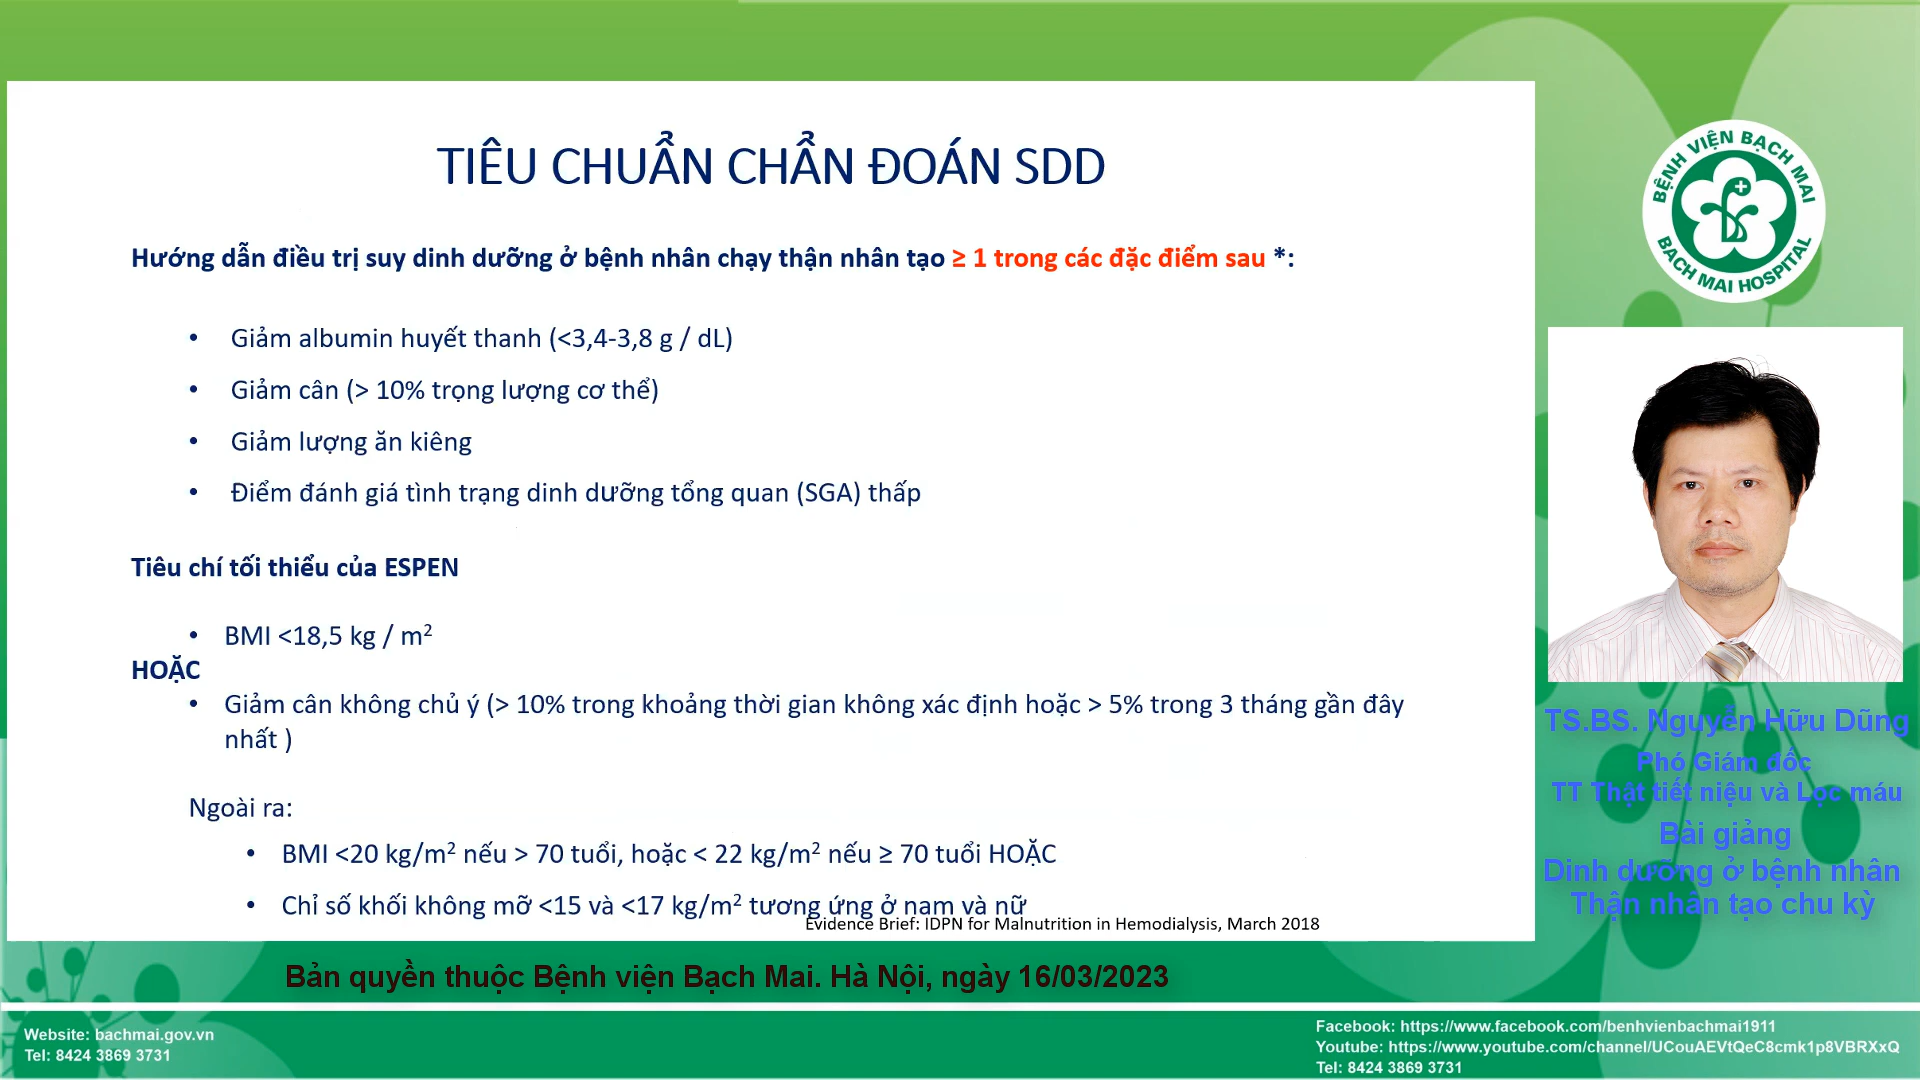 TIÊU CHUẨN CHẨN ĐOÁN SDD
Hướng dẫn điều trị suy dinh dưỡng ở bệnh nhân chạy thận nhân tạo ≥ 1 trong các đặc điểm sau *:
• Giảm albumin huyết thanh (<3,4-3,8 g / dL)
• Giảm cân (> 10% trọng lượng cơ thể)
• Giảm lượng ăn kiêng
• Điểm đánh giá tình trạng dinh dưỡng tổng quan (SGA) thấp
Tiêu chí tối thiểu của ESPEN
• BMI <18,5 kg / m²
HOẶC
• Giảm cân không chủ ý (> 10% trong khoảng thời gian không xác định hoặc > 5% trong 3 tháng gần đây
nhất )
Ngoài ra:
• BMI <20 kg/m² nếu > 70 tuổi, hoặc < 22 kg/m² nếu ≥ 70 tuổi HOẶC
• Chỉ số khối không mỡ <15 và <17 kg/m² tương ứng ở nam và nữ
Evidence Brief: IDPN for Malnutrition in Hemodialysis, March 2018
BỆNH VIỆN BẠCH MAI
BACH MAI HOSPITAL
TS.BS. Nguyễn Hữu Dũng
Phó Giám đốc
TT Thật tiết niệu và Lọc máu
Bài giảng
Dinh dưỡng ở bệnh nhân
Thận nhân tạo chu kỳ
Bản quyền thuộc Bệnh viện Bạch Mai. Hà Nội, ngày 16/03/2023
Website: bachmai.gov.vn
Tel: 8424 3869 3731
Facebook: https://www.facebook.com/benhvienbachmai1911
Youtube: https://www.youtube.com/channel/UCouAEVtQeC8cmk1p8VBRXxQ
Tel: 8424 3869 3731